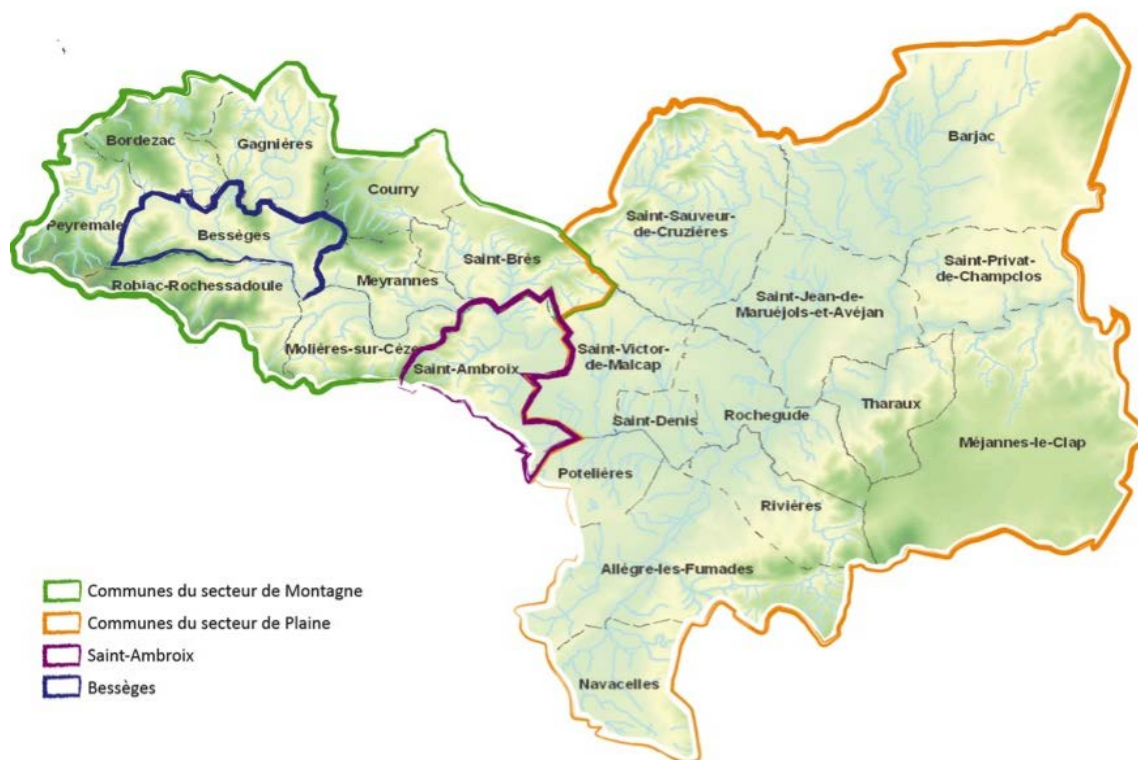 Barjac
Bordezac
Gagnières
Courry
Saint-Sauveur-
de-Cruzières
Peyremale
Bessèges
Saint-Brès
Saint-Privat-
de-Champclos
Meyrannes
Robiac-Rochessadoule
Saint-Jean-de-
Maruéjols-et-Avéjan
Molières-sur-Cèze
Saint-Victor-
de-Malcap
Saint-Ambroix
Tharaux
Saint-Denis
Rochegude
Méjannes-le-Clap
Potelières
Rivières
Allègre-les-Fumades
Navacelles
Communes du secteur de Montagne
Communes du secteur de Plaine
Saint-Ambroix
Bessèges